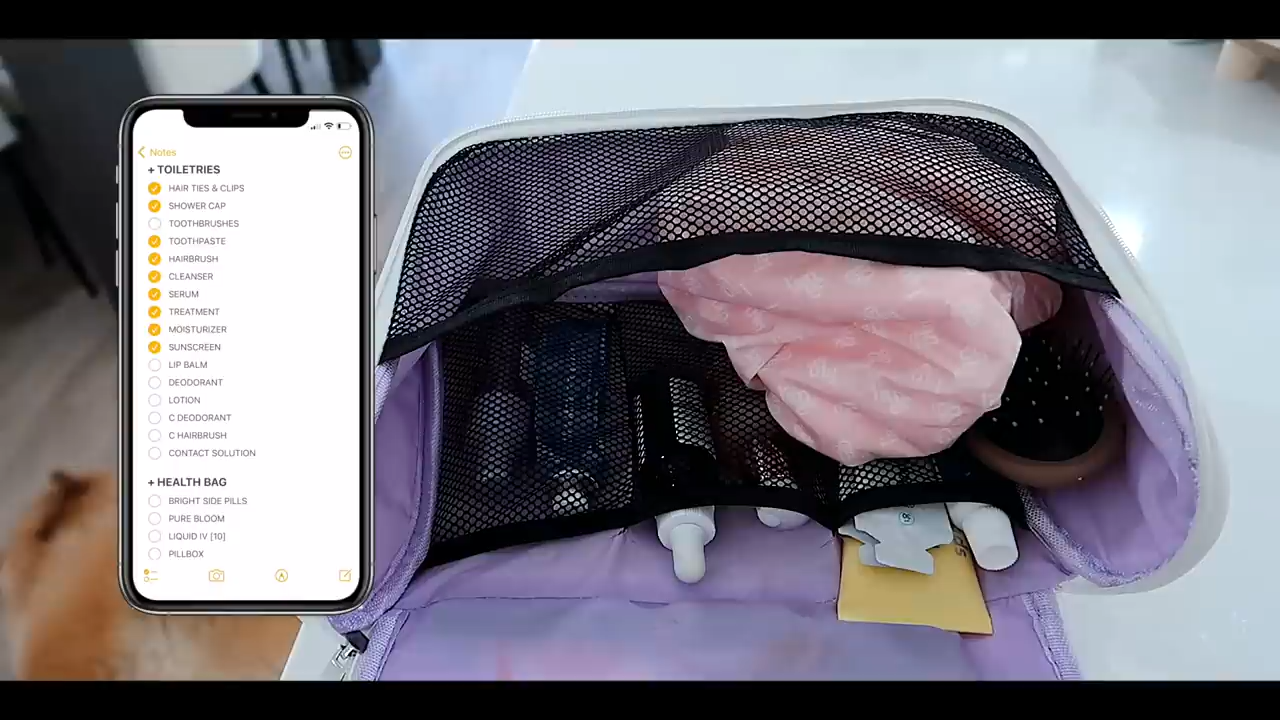 Notes
+ TOILETRIES
HAIR TIES & CLIPS
SHOWER CAP
TOOTHBRUSHES
TOOTHPASTE
HAIRBRUSH
CLEANSER
SERUM
TREATMENT
MOISTURIZER
SUNSCREEN
LIP BALM
DEODORANT
LOTION
C DEODORANT
C HAIRBRUSH
CONTACT SOLUTION
+ HEALTH BAG
BRIGHT SIDE PILLS
PURE BLOOM
LIQUID IV [10]
PILLBOX